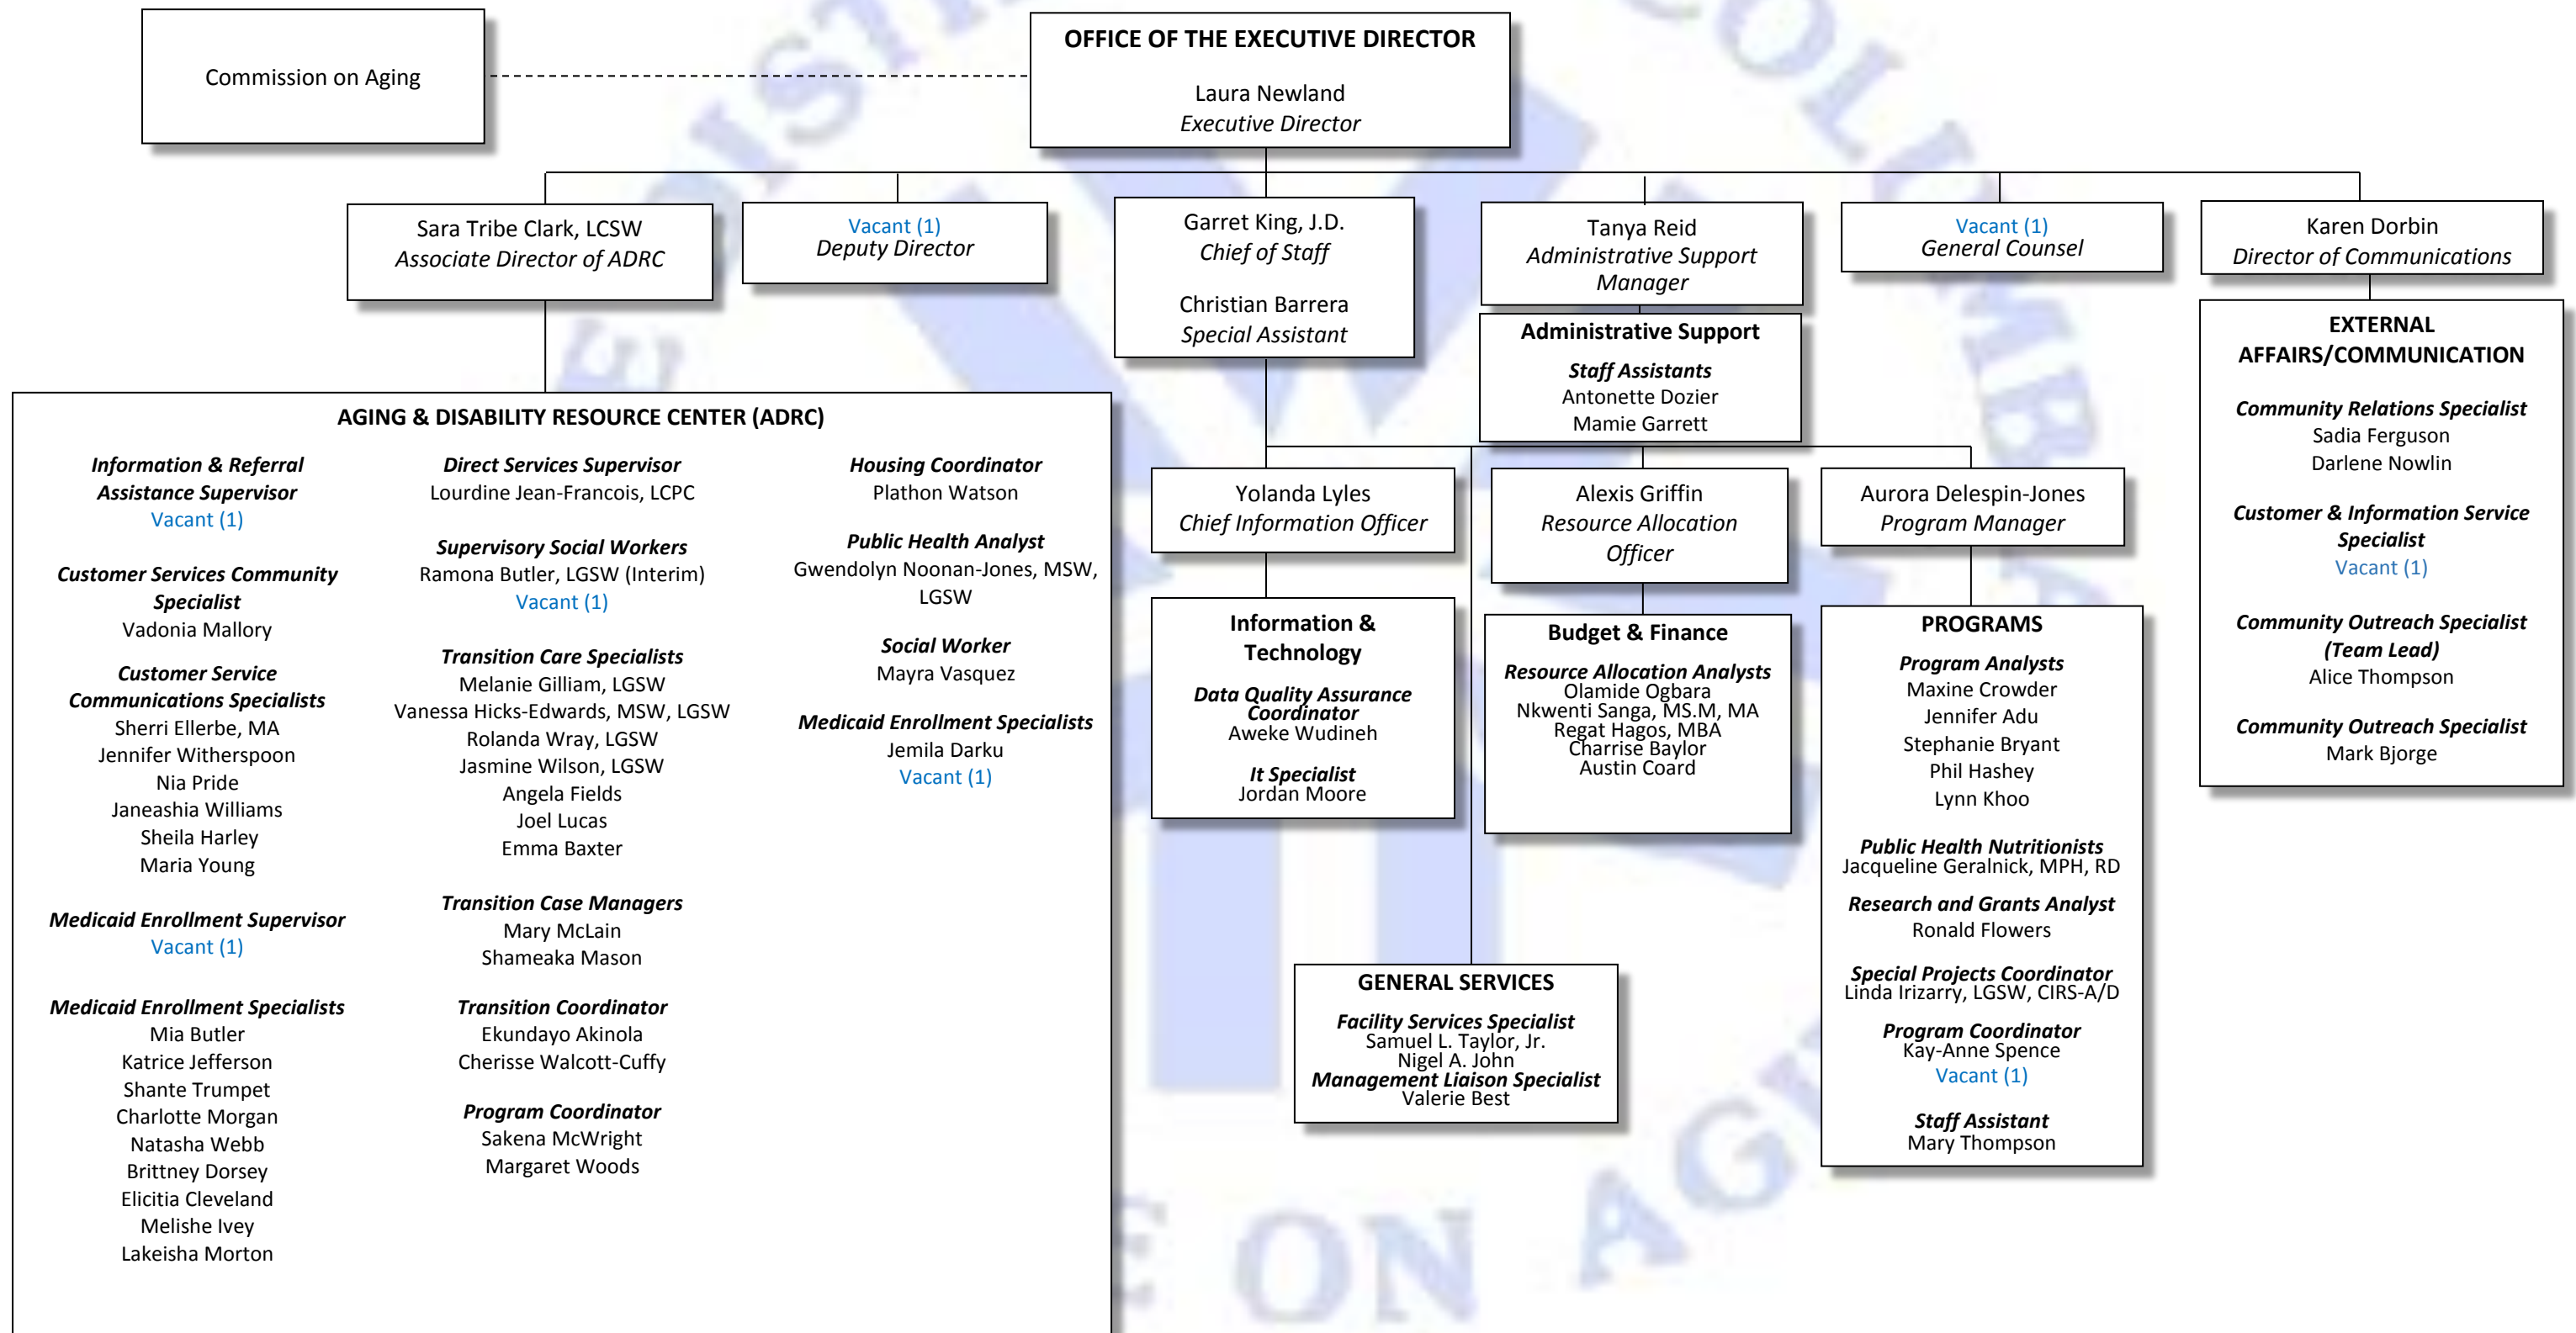 Commission on Aging
OFFICE OF THE EXECUTIVE DIRECTOR
Laura Newland
Executive Director
Sara Tribe Clark, LCSW
Associate Director of ADRC
Vacant (1)
Deputy Director
Garret King, J.D.
Chief of Staff
Christian Barrera
Special Assistant
Tanya Reid
Administrative Support
Manager
Vacant (1)
General Counsel
Karen Dorbin
Director of Communications
Administrative Support
Staff Assistants
Antonette Dozier
Mamie Garrett
EXTERNAL
AFFAIRS/COMMUNICATION
Community Relations Specialist
Sadia Ferguson
Darlene Nowlin
Customer & Information Service
Specialist
Vacant (1)
Community Outreach Specialist
(Team Lead)
Alice Thompson
Community Outreach Specialist
Mark Bjorge
AGING & DISABILITY RESOURCE CENTER (ADRC)
Information & Referral
Assistance Supervisor
Vacant (1)
Customer Services Community
Specialist
Vadonia Mallory
Customer Service
Communications Specialists
Sherri Ellerbe, MA
Jennifer Witherspoon
Nia Pride
Janeashia Williams
Sheila Harley
Maria Young
Medicaid Enrollment Supervisor
Vacant (1)
Medicaid Enrollment Specialists
Mia Butler
Katrice Jefferson
Shante Trumpet
Charlotte Morgan
Natasha Webb
Brittney Dorsey
Elicitia Cleveland
Melishe Ivey
Lakeisha Morton
Direct Services Supervisor
Lourdine Jean-Francois, LCPC
Supervisory Social Workers
Ramona Butler, LGSW (Interim)
Vacant (1)
Transition Care Specialists
Melanie Gilliam, LGSW
Vanessa Hicks-Edwards, MSW, LGSW
Rolanda Wray, LGSW
Jasmine Wilson, LGSW
Angela Fields
Joel Lucas
Emma Baxter
Transition Case Managers
Mary McLain
Shameaka Mason
Transition Coordinator
Ekundayo Akinola
Cherisse Walcott-Cuffy
Program Coordinator
Sakena McWright
Margaret Woods
Housing Coordinator
Plathon Watson
Public Health Analyst
Gwendolyn Noonan-Jones, MSW,
LGSW
Social Worker
Mayra Vasquez
Medicaid Enrollment Specialists
Jemila Darku
Vacant (1)
Yolanda Lyles
Chief Information Officer
Alexis Griffin
Resource Allocation
Officer
Aurora Delespin-Jones
Program Manager
Information &
Technology
Data Quality Assurance
Coordinator
Aweke Wudineh
It Specialist
Jordan Moore
Budget & Finance
Resource Allocation Analysts
Olamide Ogbara
Nkwenti Sanga, MS.M, MA
Regat Hagos, MBA
Charrise Baylor
Austin Coard
PROGRAMS
Program Analysts
Maxine Crowder
Jennifer Adu
Stephanie Bryant
Phil Hashey
Lynn Khoo
Public Health Nutritionists
Jacqueline Geralnick, MPH, RD
Research and Grants Analyst
Ronald Flowers
Special Projects Coordinator
Linda Irizarry, LGSW, CIRS-A/D
Program Coordinator
Kay-Anne Spence
Vacant (1)
Staff Assistant
Mary Thompson
GENERAL SERVICES
Facility Services Specialist
Samuel L. Taylor, Jr.
Nigel A. John
Management Liaison Specialist
Valerie Best
ON